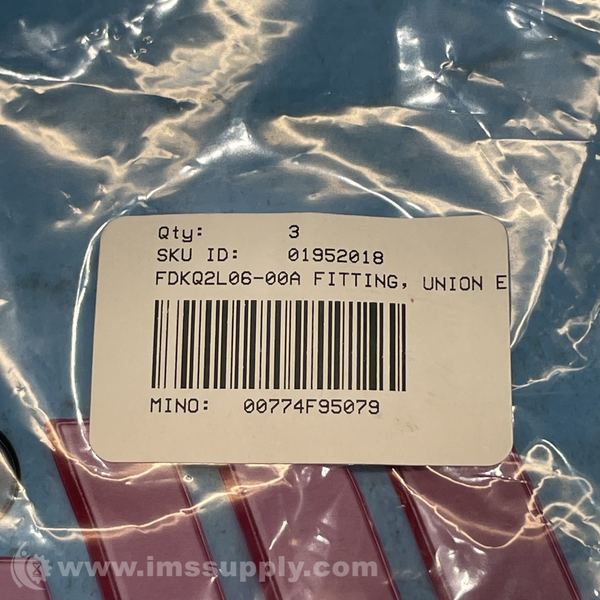 Qty: 3
SKU ID: 01952018
FDKQ2L06-00A FITTING, UNION E
MINO: 00774F95079
www.imssupply.com